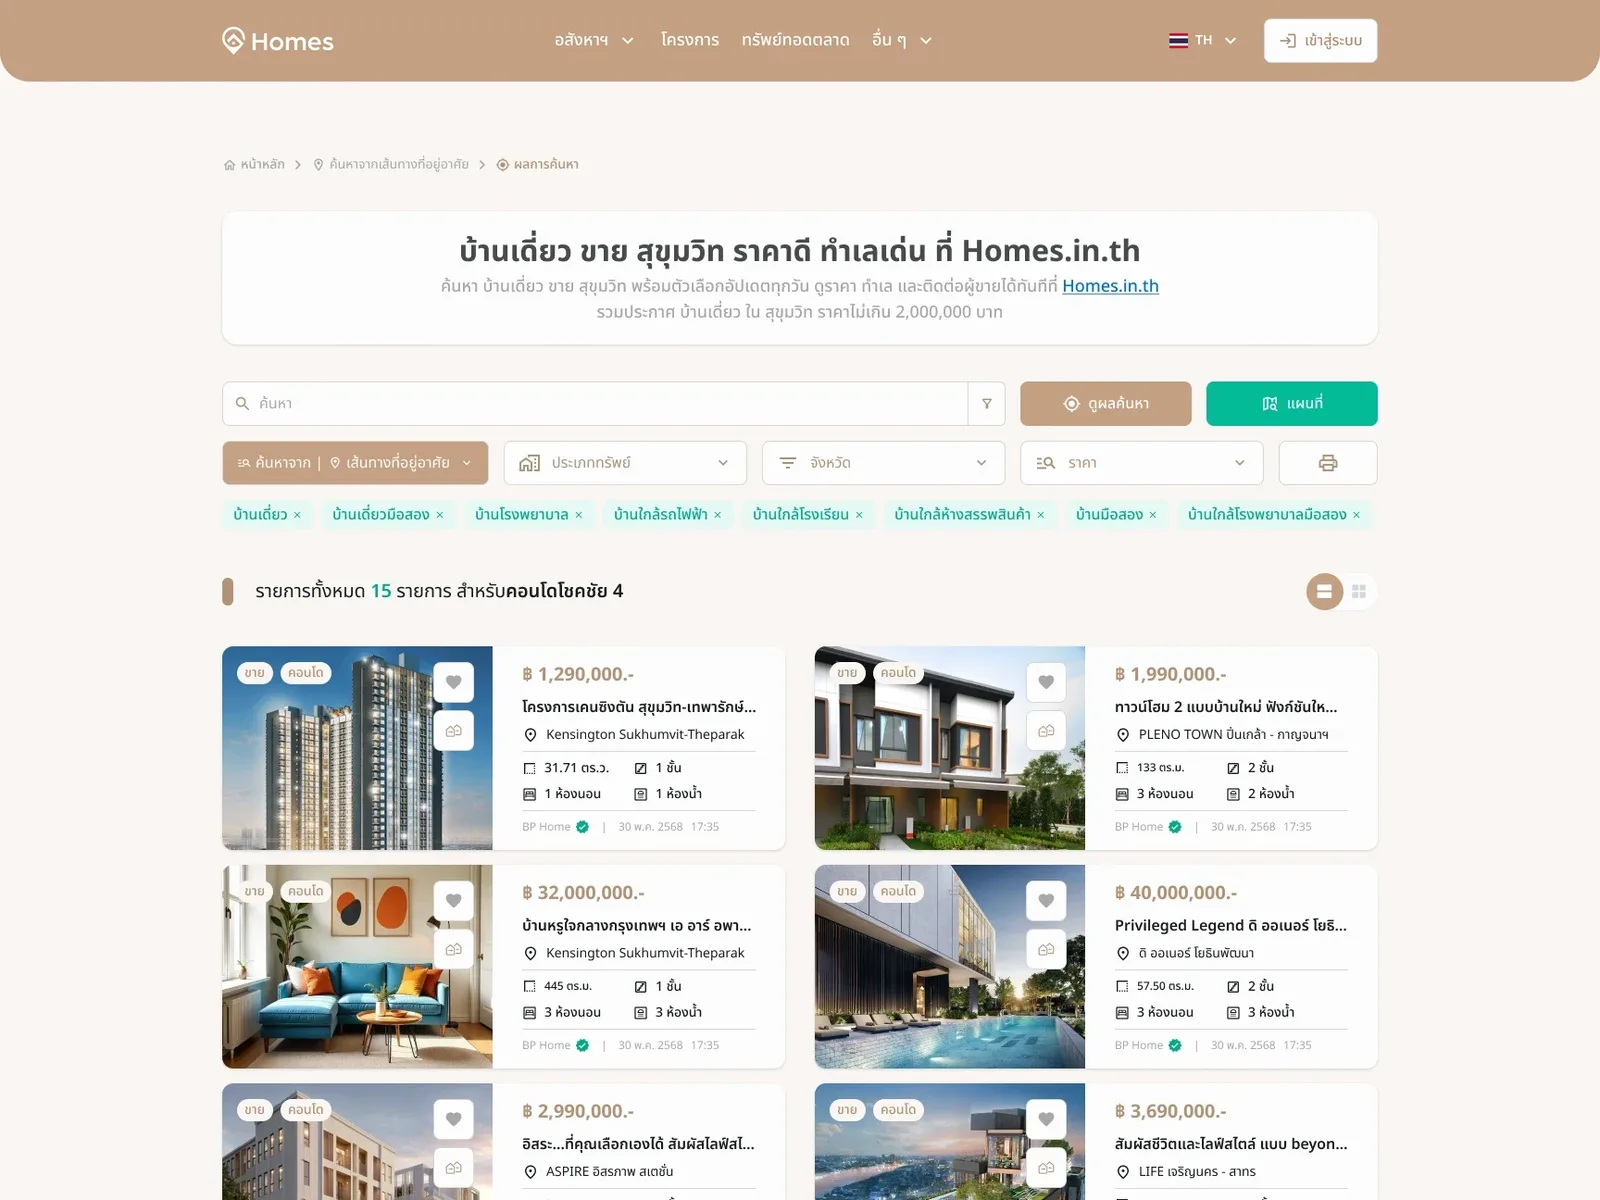 Homes
อสังหาฯ
โครงการ
ทรัพย์ทอดตลาด
อื่น ๆ
TH
เข้าสู่ระบบ
หน้าหลัก
ค้นหาจากเส้นทางที่อยู่อาศัย
ผลการค้นหา
บ้านเดี่ยว ขาย สุขุมวิท ราคาดี ทำเลเด่น ที่ Homes.in.th
ค้นหา บ้านเดี่ยว ขาย สุขุมวิท พร้อมตัวเลือกอัปเดตทุกวัน ดูราคา ทำเล และติดต่อผู้ขายได้ทันทีที่ Homes.in.th
รวมประกาศ บ้านเดี่ยว ใน สุขุมวิท ราคาไม่เกิน 2,000,000 บาท
ค้นหา
ดูผลค้นหา
แผนที่
ค้นหาจาก | เส้นทางที่อยู่อาศัย
ประเภททรัพย์
จังหวัด
ราคา
บ้านเดี่ยว ×
บ้านเดี่ยวมือสอง ×
บ้านโรงพยาบาล ×
บ้านใกล้รถไฟฟ้า ×
บ้านใกล้โรงเรียน ×
บ้านใกล้ห้างสรรพสินค้า ×
บ้านมือสอง ×
บ้านใกล้โรงพยาบาลมือสอง ×
รายการทั้งหมด 15 รายการ สำหรับคอนโดโชคชัย 4
ขาย
คอนโด
฿ 1,290,000.-
โครงการเคนซิงตัน สุขุมวิท-เทพารักษ์...
Kensington Sukhumvit-Theparak
31.71 ตร.ว.
1 ชั้น
1 ห้องนอน
1 ห้องน้ำ
BP Home | 30 พ.ค. 2568 17:35
ขาย
คอนโด
฿ 1,990,000.-
ทาวน์โฮม 2 แบบบ้านใหม่ ฟังก์ชันให...
PLENO TOWN ปิ่นเกล้า - กาญจนาฯ
133 ตร.ม.
2 ชั้น
3 ห้องนอน
2 ห้องน้ำ
BP Home | 30 พ.ค. 2568 17:35
ขาย
คอนโด
฿ 32,000,000.-
บ้านหรูใจกลางกรุงเทพฯ เอ อาร์ อพา...
Kensington Sukhumvit-Theparak
445 ตร.ม.
1 ชั้น
3 ห้องนอน
3 ห้องน้ำ
BP Home | 30 พ.ค. 2568 17:35
ขาย
คอนโด
฿ 40,000,000.-
Privileged Legend ดิ ออเนอร์ โยธิ...
ดิ ออเนอร์ โยธินพัฒนา
57.50 ตร.ม.
2 ชั้น
3 ห้องนอน
3 ห้องน้ำ
BP Home | 30 พ.ค. 2568 17:35
ขาย
คอนโด
฿ 2,990,000.-
อิสระ...ที่คุณเลือกเองได้ สัมผัสไลฟ์สไ...
ASPIRE อิสรภาพ สเตชั่น
ขาย
คอนโด
฿ 3,690,000.-
สัมผัสชีวิตและไลฟ์สไตล์ แบบ beyon...
LIFE เจริญนคร - สาทร